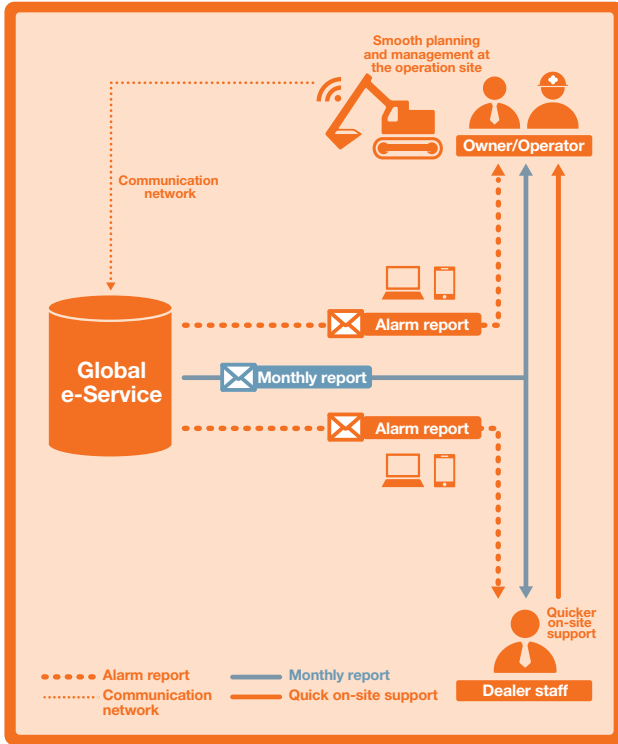 Smooth planning
and management at
the operation site
Owner/Operator
Communication
network
Alarm report
Global
e-Service
Monthly report
Alarm report
Quicker
on-site
support
Dealer staff
Alarm report
Monthly report
Communication
network
Quick on-site support